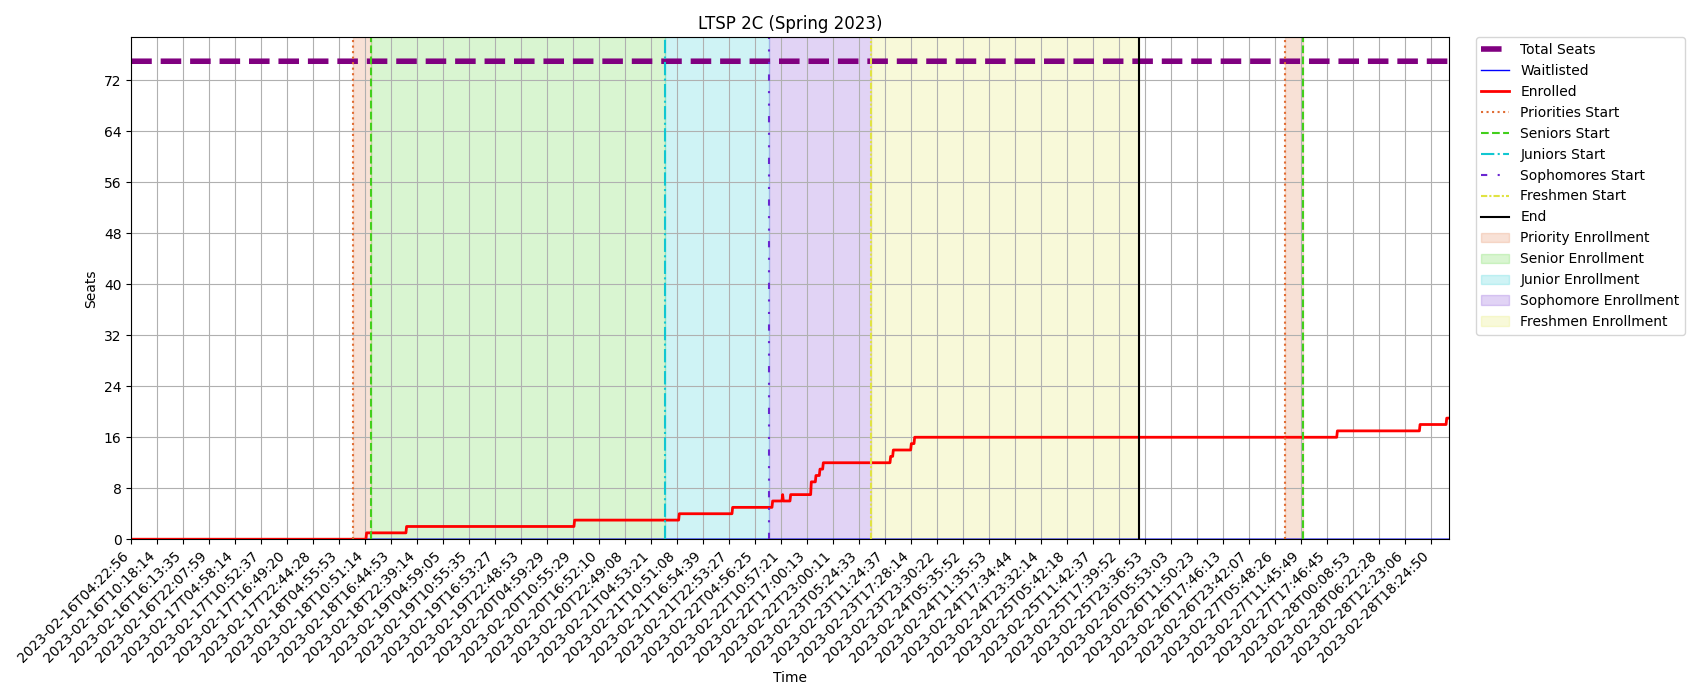 LTSP 2C (Spring 2023)
Total Seats
Waitlisted
Enrolled
Priorities Start
Seniors Start
Juniors Start
Sophomores Start
Freshmen Start
End
Priority Enrollment
Senior Enrollment
Junior Enrollment
Sophomore Enrollment
Freshmen Enrollment
Seats
72
64
56
48
40
32
24
16
8
0
2023-02-16T04:22:56
2023-02-16T10:18:14
2023-02-16T16:13:35
2023-02-16T22:07:59
2023-02-17T04:58:14
2023-02-17T10:52:37
2023-02-17T16:49:20
2023-02-17T22:44:28
2023-02-18T04:55:53
2023-02-18T10:51:14
2023-02-18T16:44:53
2023-02-18T22:39:14
2023-02-19T04:59:05
2023-02-19T10:55:35
2023-02-19T16:53:27
2023-02-19T22:48:53
2023-02-20T04:59:29
2023-02-20T10:55:29
2023-02-20T16:52:10
2023-02-20T22:49:08
2023-02-21T04:53:21
2023-02-21T10:51:08
2023-02-21T16:54:39
2023-02-21T22:53:27
2023-02-22T04:56:25
2023-02-22T10:57:21
2023-02-22T17:00:13
2023-02-22T23:00:11
2023-02-23T05:24:33
2023-02-23T11:24:37
2023-02-23T17:28:14
2023-02-23T23:30:22
2023-02-24T05:35:52
2023-02-24T11:35:53
2023-02-24T17:34:44
2023-02-24T23:32:14
2023-02-25T05:42:18
2023-02-25T11:42:37
2023-02-25T17:39:52
2023-02-25T23:36:53
2023-02-26T05:53:03
2023-02-26T11:50:23
2023-02-26T17:46:13
2023-02-26T23:42:07
2023-02-27T05:48:26
2023-02-27T11:45:49
2023-02-27T17:46:45
2023-02-28T00:08:53
2023-02-28T06:22:28
2023-02-28T12:23:06
2023-02-28T18:24:50
Time